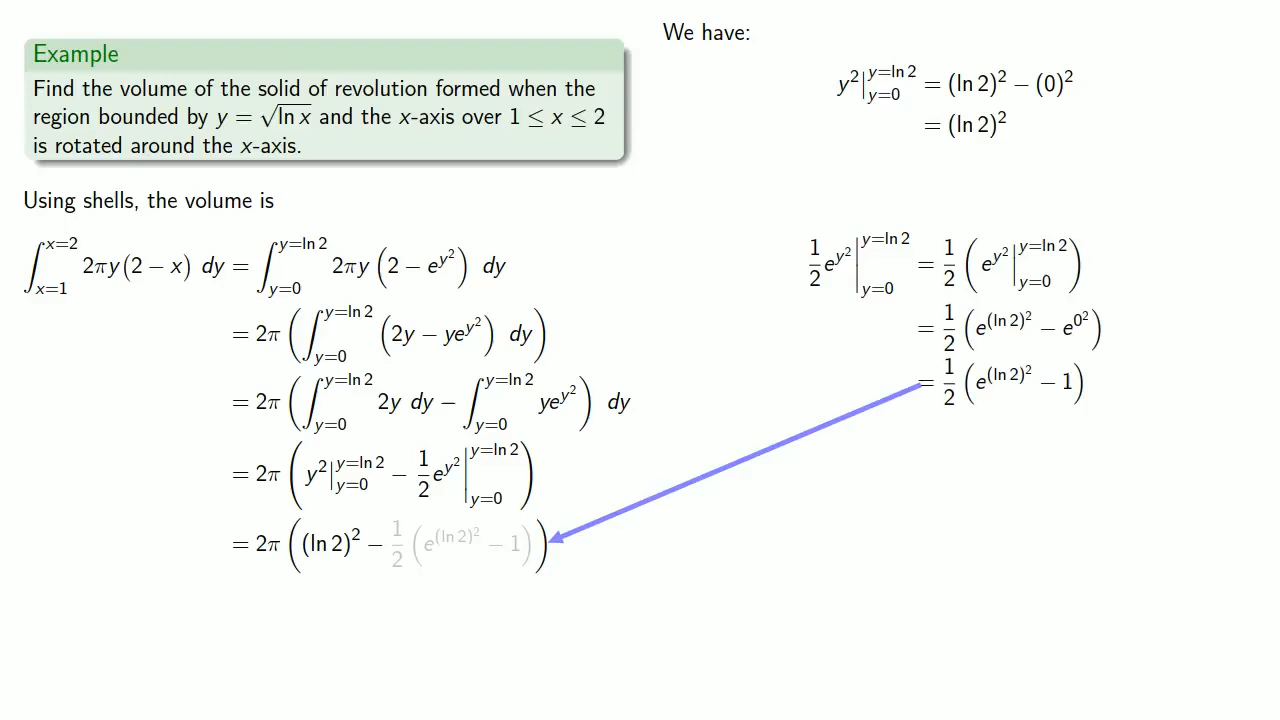 Example
Find the volume of the solid of revolution formed when the
region bounded by y = √ln x and the x-axis over 1 ≤ x ≤ 2
is rotated around the x-axis.
Using shells, the volume is
∫_{x=1}^{x=2} 2πy(2 − x) dy = ∫_{y=0}^{y=ln 2} 2πy (2 − e^{y²}) dy
= 2π (∫_{y=0}^{y=ln 2} (2y − ye^{y²}) dy)
= 2π (∫_{y=0}^{y=ln 2} 2y dy − ∫_{y=0}^{y=ln 2} ye^{y²}) dy
= 2π (y²|_{y=0}^{y=ln 2} − 1/2 e^{y²}|_{y=0}^{y=ln 2})
= 2π ((ln 2)² − 1/2 (e^{(ln 2)²} − 1))
We have:
y²|_{y=0}^{y=ln 2} = (ln 2)² − (0)²
= (ln 2)²
1/2 e^{y²}|_{y=0}^{y=ln 2} = 1/2 (e^{y²}|_{y=0}^{y=ln 2})
= 1/2 (e^{(ln 2)²} − e^{0²})
= 1/2 (e^{(ln 2)²} − 1)